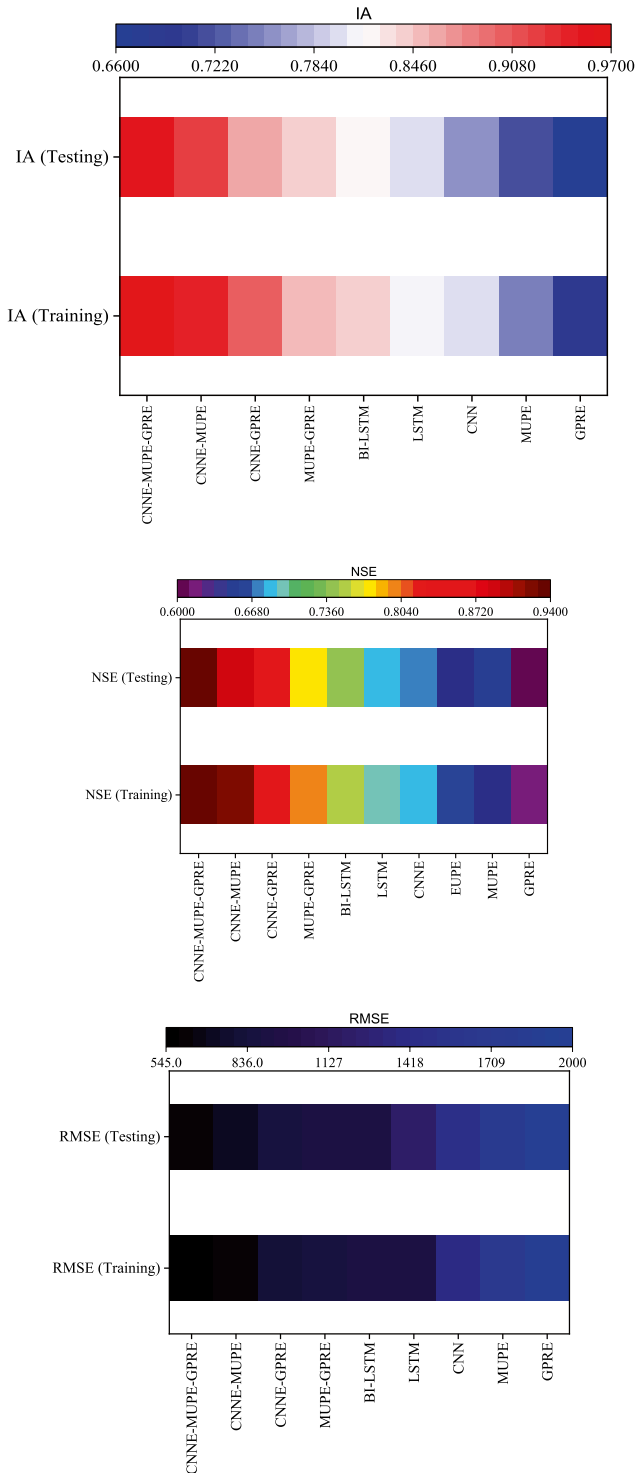 IA
0.6600 0.7220 0.7840 0.8460 0.9080 0.9700
IA (Testing)
IA (Training)
CNNE-MUPE-GPRE
CNNE-MUPE
CNNE-GPRE
MUPE-GPRE
BI-LSTM
LSTM
CNN
MUPE
GPRE
NSE
0.6000 0.6680 0.7360 0.8040 0.8720 0.9400
NSE (Testing)
NSE (Training)
CNNE-MUPE-GPRE
CNNE-MUPE
CNNE-GPRE
MUPE-GPRE
BI-LSTM
LSTM
CNNE
EUPE
MUPE
GPRE
RMSE
545.0 836.0 1127 1418 1709 2000
RMSE (Testing)
RMSE (Training)
CNNE-MUPE-GPRE
CNNE-MUPE
CNNE-GPRE
MUPE-GPRE
BI-LSTM
LSTM
CNN
MUPE
GPRE